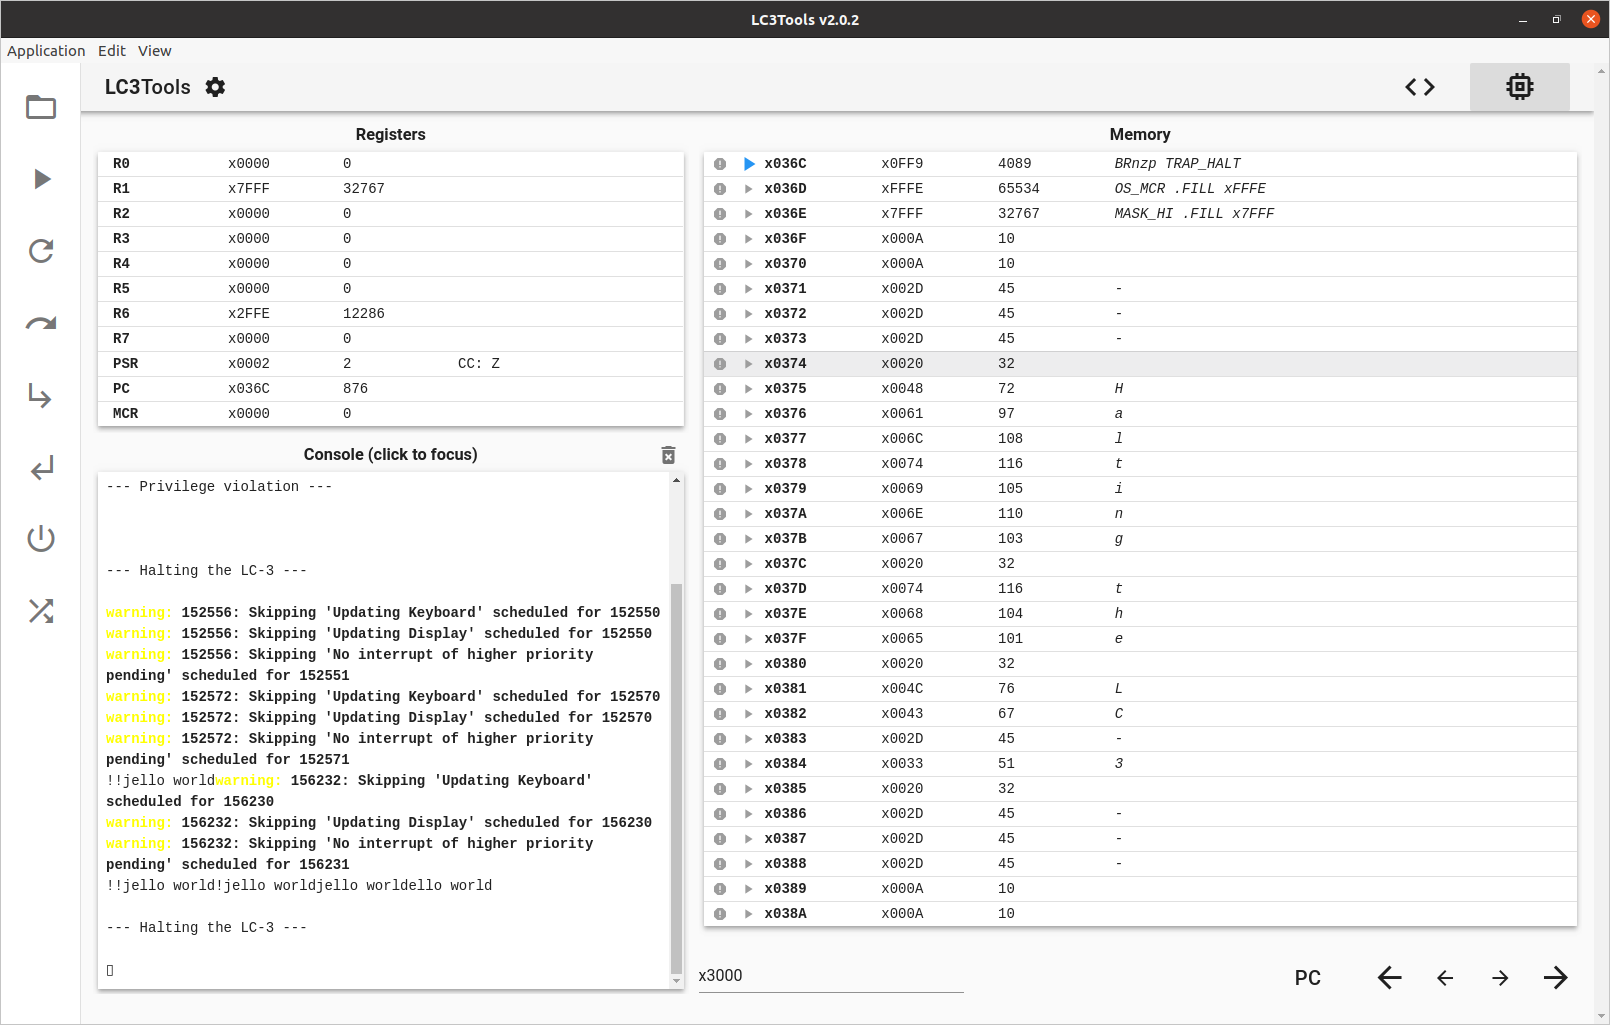 LC3Tools v2.0.2
Application Edit View
LC3Tools
Registers
R0 x0000 0
R1 x7FFF 32767
R2 x0000 0
R3 x0000 0
R4 x0000 0
R5 x0000 0
R6 x2FFE 12286
R7 x0000 0
PSR x0002 2 CC: Z
PC x036C 876
MCR x0000 0
Console (click to focus)
--- Privilege violation ---
--- Halting the LC-3 ---
warning: 152556: Skipping 'Updating Keyboard' scheduled for 152550
warning: 152556: Skipping 'Updating Display' scheduled for 152550
warning: 152556: Skipping 'No interrupt of higher priority
pending' scheduled for 152551
warning: 152572: Skipping 'Updating Keyboard' scheduled for 152570
warning: 152572: Skipping 'Updating Display' scheduled for 152570
warning: 152572: Skipping 'No interrupt of higher priority
pending' scheduled for 152571
!!jello worldwarning: 156232: Skipping 'Updating Keyboard'
scheduled for 156230
warning: 156232: Skipping 'Updating Display' scheduled for 156230
warning: 156232: Skipping 'No interrupt of higher priority
pending' scheduled for 156231
!!jello world!jello worldjello worldello world
--- Halting the LC-3 ---
Memory
x036C x0FF9 4089 BRnzp TRAP_HALT
x036D xFFFE 65534 OS_MCR .FILL xFFFE
x036E x7FFF 32767 MASK_HI .FILL x7FFF
x036F x000A 10
x0370 x000A 10
x0371 x002D 45 -
x0372 x002D 45 -
x0373 x002D 45 -
x0374 x0020 32
x0375 x0048 72 H
x0376 x0061 97 a
x0377 x006C 108 l
x0378 x0074 116 t
x0379 x0069 105 i
x037A x006E 110 n
x037B x0067 103 g
x037C x0020 32
x037D x0074 116 t
x037E x0068 104 h
x037F x0065 101 e
x0380 x0020 32
x0381 x004C 76 L
x0382 x0043 67 C
x0383 x002D 45 -
x0384 x0033 51 3
x0385 x0020 32
x0386 x002D 45 -
x0387 x002D 45 -
x0388 x002D 45 -
x0389 x000A 10
x038A x000A 10
x3000
PC